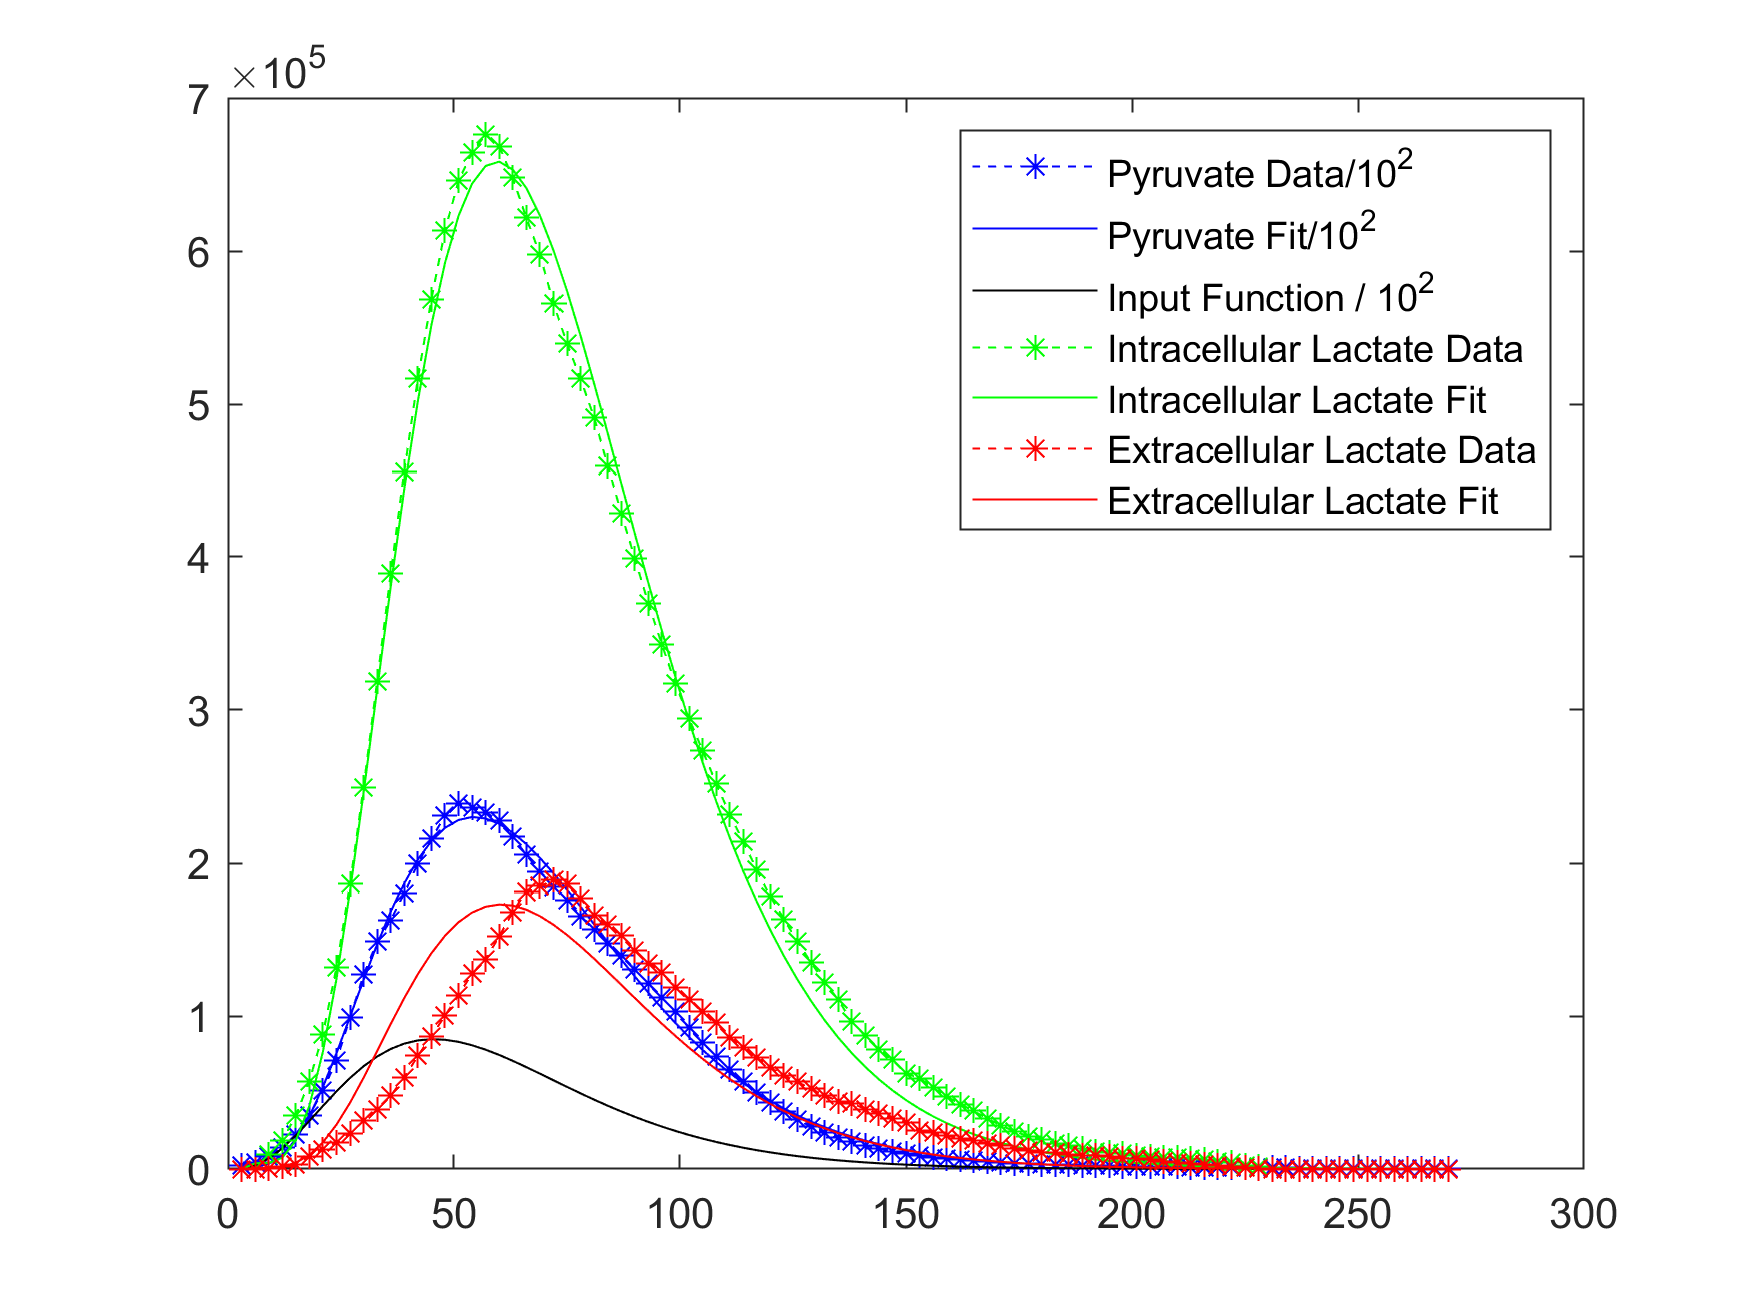 ×10^5
7
6
5
4
3
2
1
0
0 50 100 150 200 250 300
Pyruvate Data/10^2
Pyruvate Fit/10^2
Input Function / 10^2
Intracellular Lactate Data
Intracellular Lactate Fit
Extracellular Lactate Data
Extracellular Lactate Fit